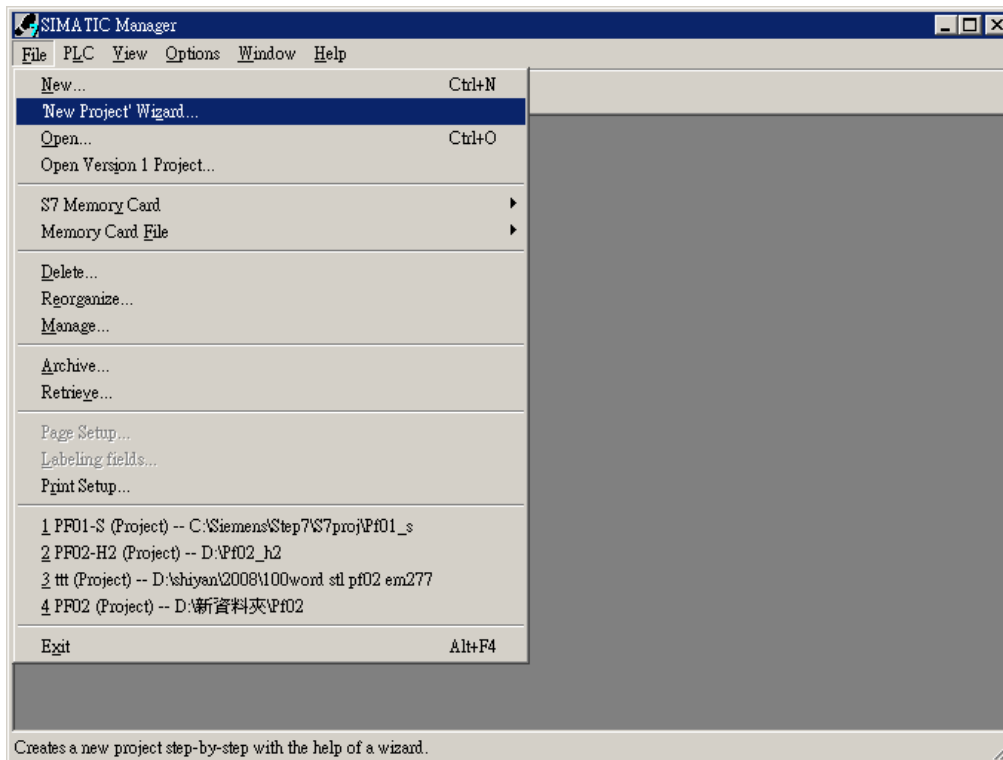 SIMATIC Manager
File PLC View Options Window Help
New... Ctrl+N
'New Project' Wizard...
Open... Ctrl+O
Open Version 1 Project...
S7 Memory Card
Memory Card File
Delete...
Reorganize...
Manage...
Archive...
Retrieve...
Page Setup...
Labeling fields...
Print Setup...
1 PF01-S (Project) -- C:\Siemens\Step7\S7proj\Pf01_s
2 PF02-H2 (Project) -- D:\Pf02_h2
3 ttt (Project) -- D:\shiyan\2008\100word stl pf02 em277
4 PF02 (Project) -- D:\新資料夾\Pf02
Exit Alt+F4
Creates a new project step-by-step with the help of a wizard.